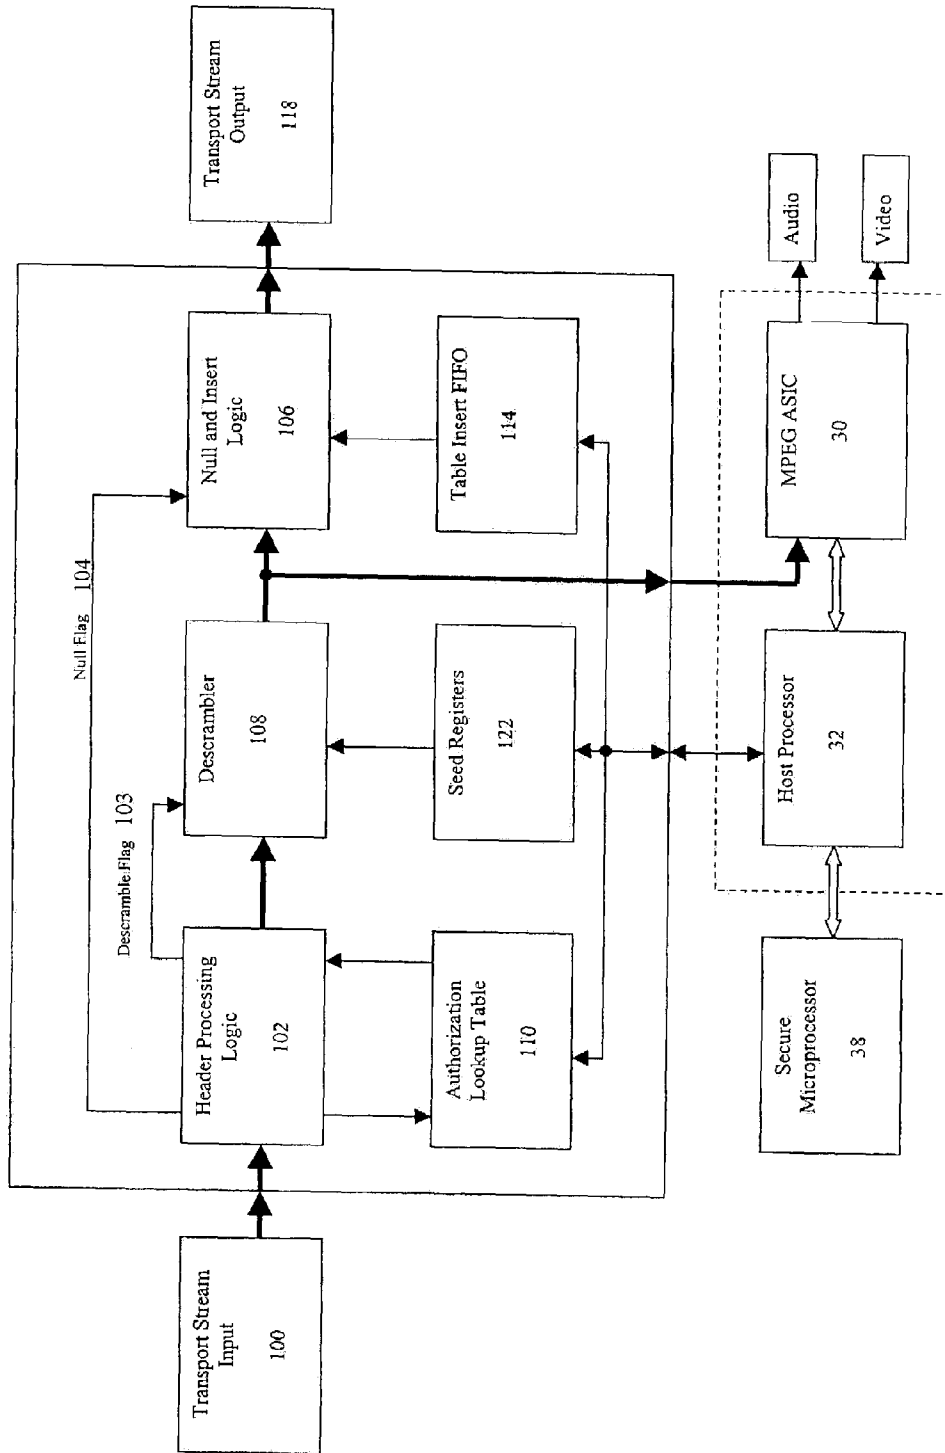 Null Flag 104
Descramble Flag 103
Transport Stream
Input
100
Header Processing
Logic
102
Descrambler
108
Null and Insert
Logic
106
Transport Stream
Output
118
Authorization
Lookup Table
110
Seed Registers
122
Table Insert FIFO
114
Secure
Microprocessor
38
Host Processor
32
MPEG ASIC
30
Audio
Video